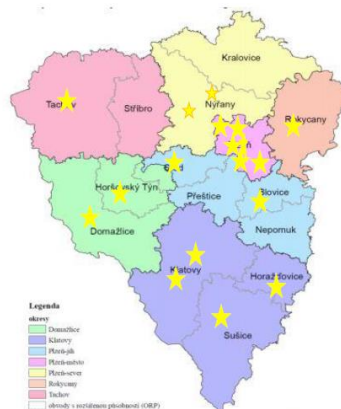 Kralovice
Nýřany
Tachov
Stříbro
Rokycany
Horšovský Týn
Přeštice
Blovice
Domažlice
Nepomuk
Klatovy
Horažďovice
Sušice
Legenda
okresy
Domažlice
Klatovy
Plzeň-jih
Plzeň-město
Plzeň-sever
Rokycany
Tachov
obvody s rozšířenou působností (ORP)